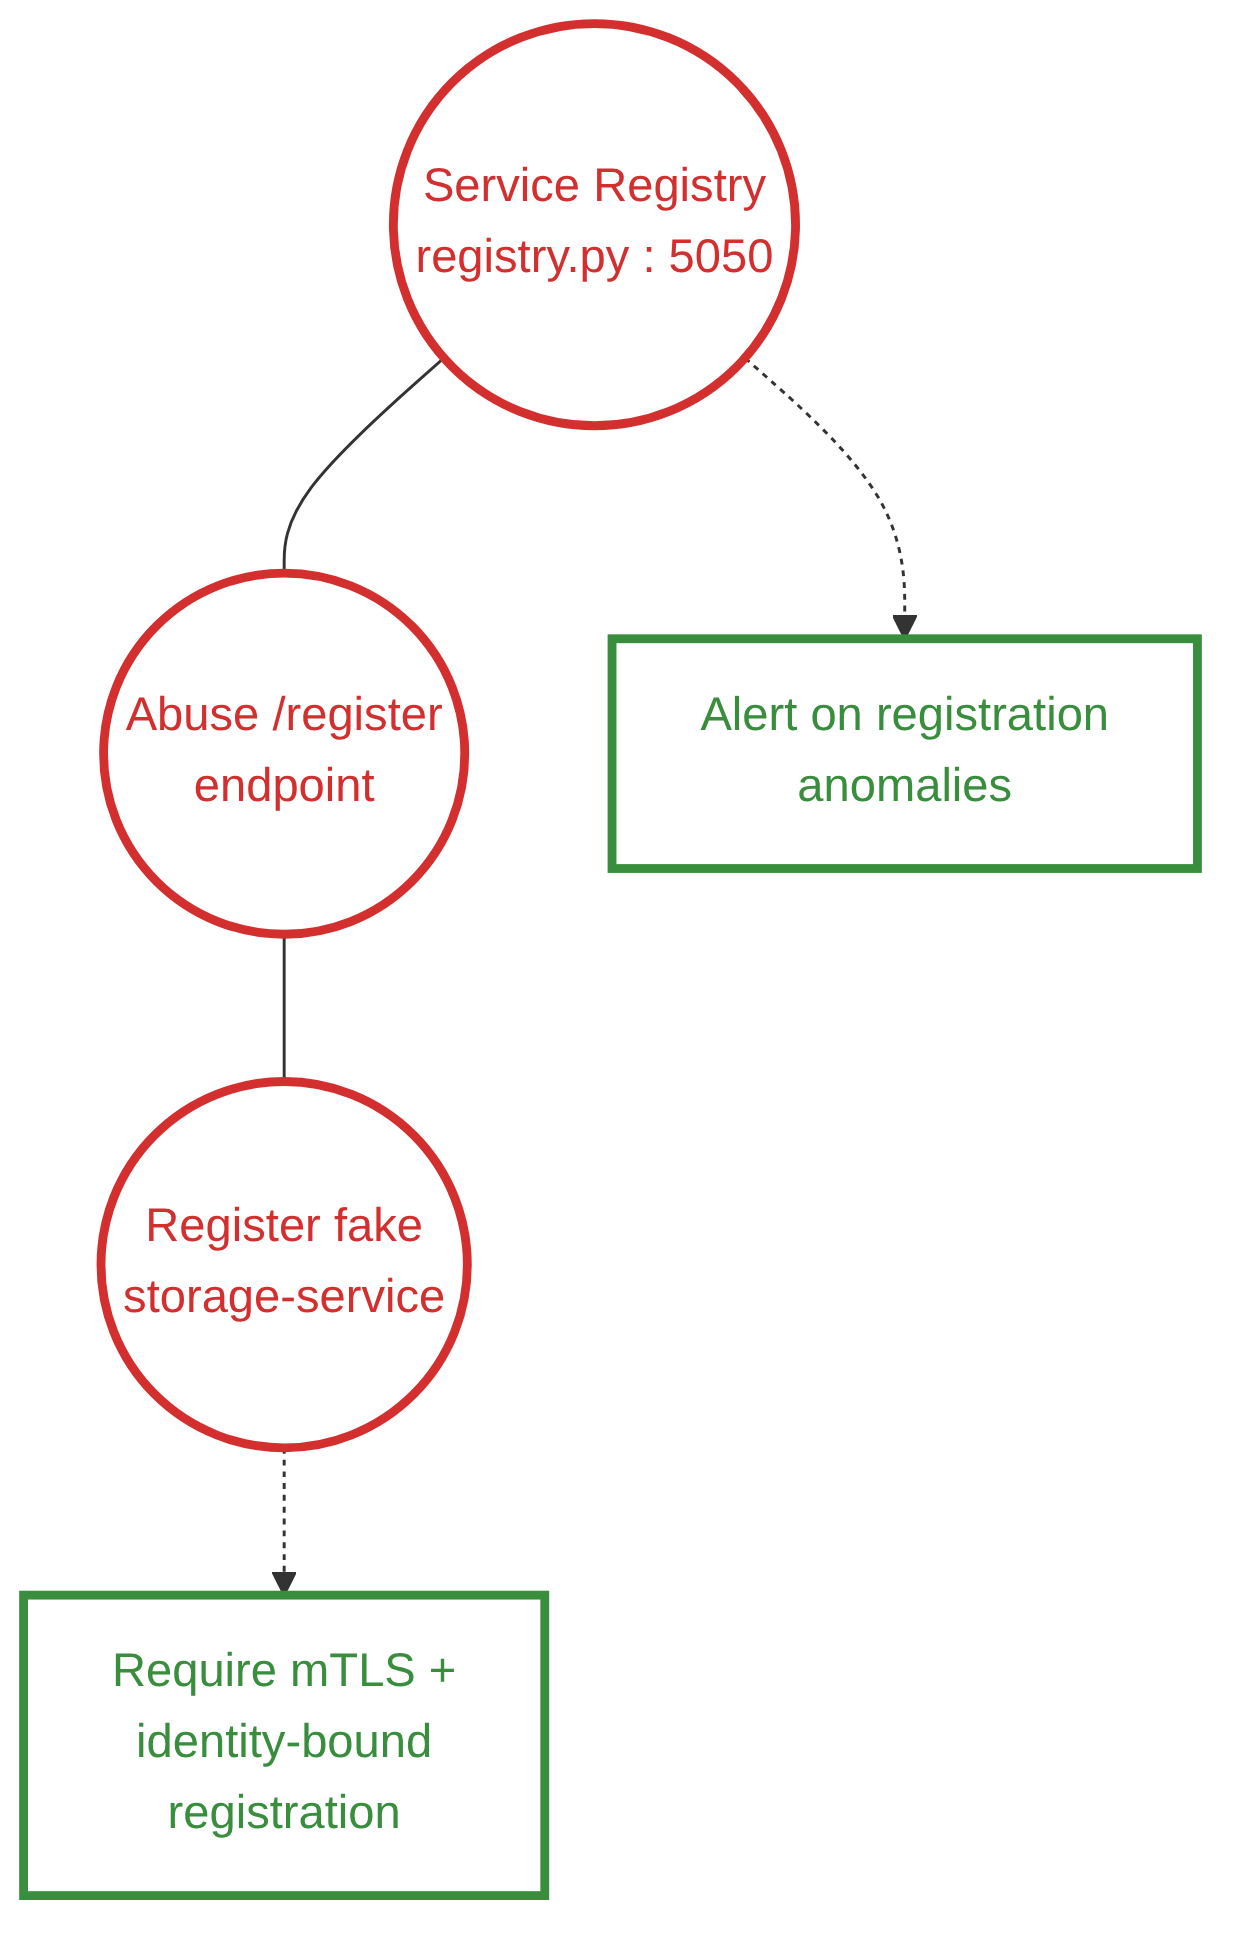 Service Registry
registry.py : 5050
Abuse /register
endpoint
Alert on registration
anomalies
Register fake
storage-service
Require mTLS +
identity-bound
registration